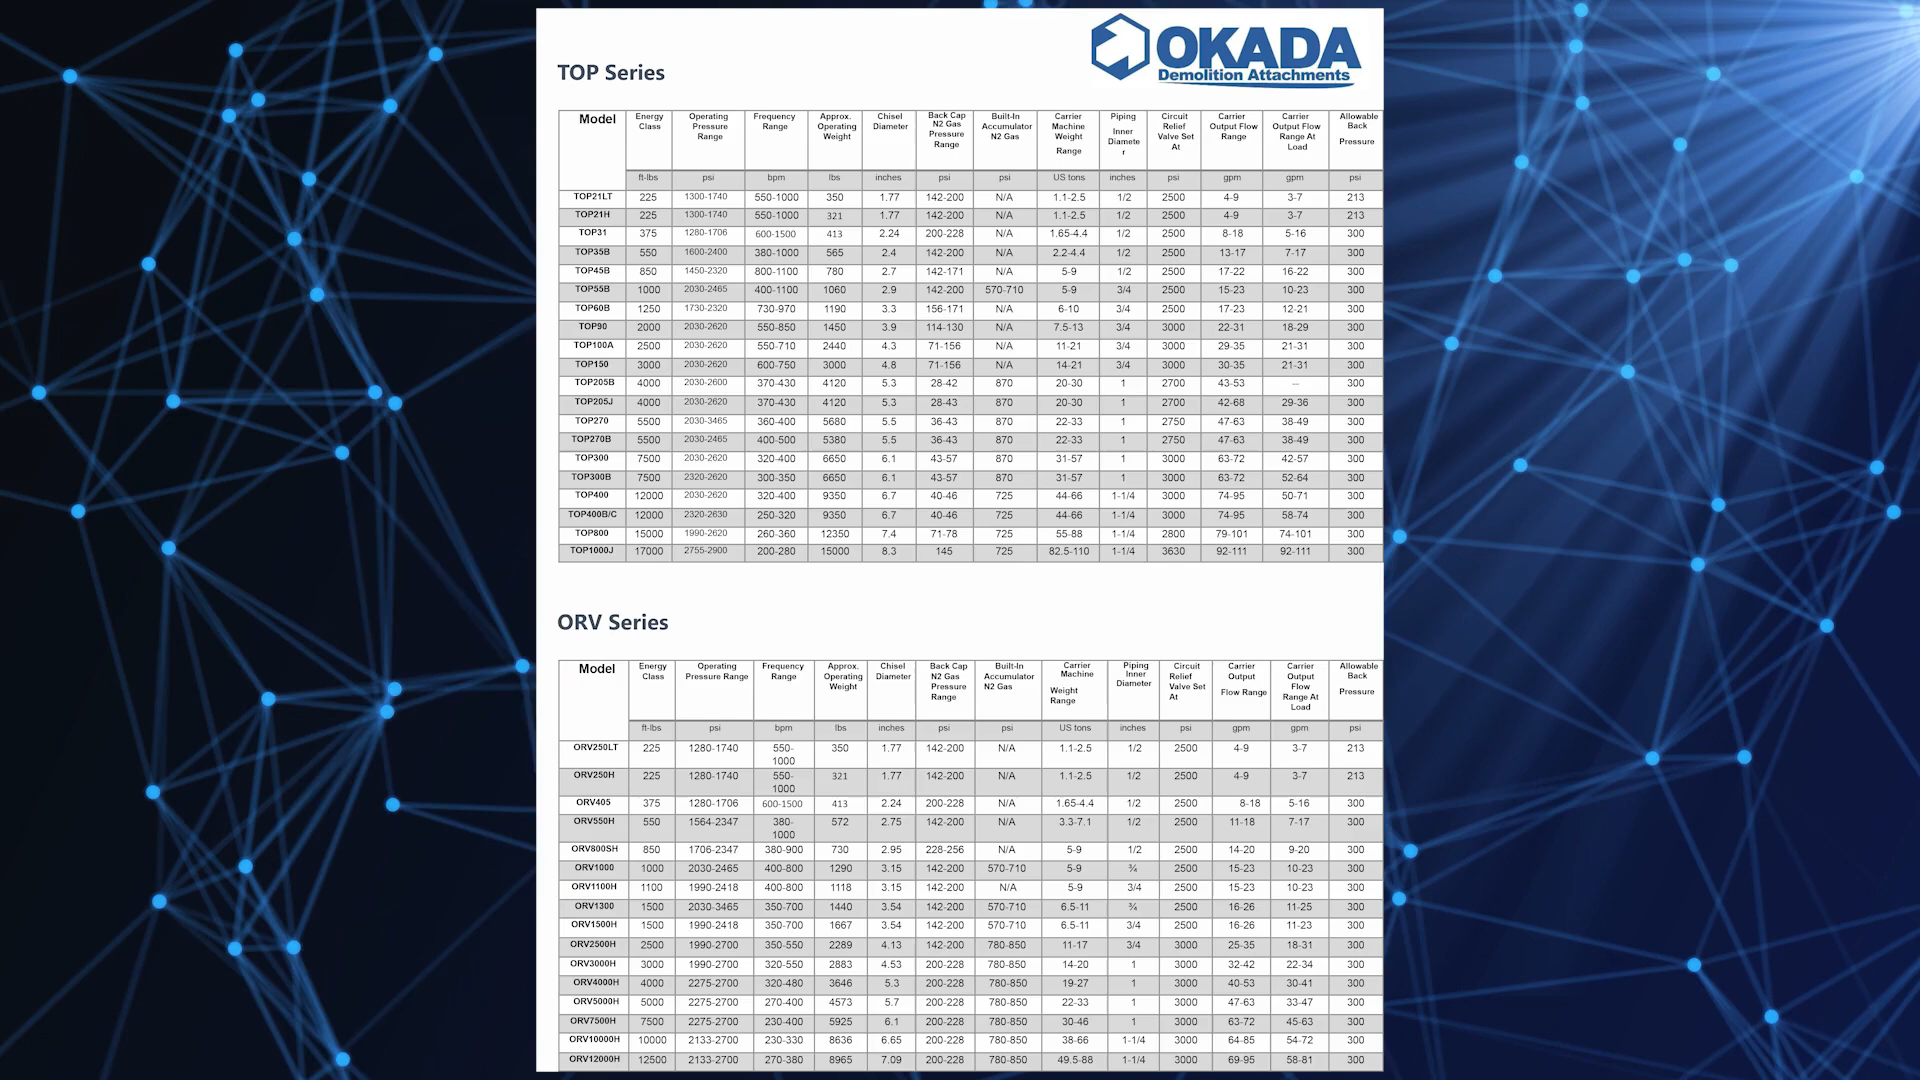 OKADA
Demolition Attachments
TOP Series
Model Energy Class Operating Pressure Range Frequency Range Approx. Operating Weight Chisel Diameter Back Cap N2 Gas Pressure Range Built-In Accumulator N2 Gas Carrier Machine Weight Range Piping Inner Diameter Circuit Relief Valve Set At Carrier Output Flow Range Carrier Output Flow Range At Load Allowable Back Pressure
ft-lbs psi bpm lbs inches psi psi US tons inches psi gpm gpm psi
TOP21LT 225 1300-1740 550-1000 350 1.77 142-200 N/A 1.1-2.5 1/2 2500 4-9 3-7 213
TOP21H 225 1300-1740 550-1000 321 1.77 142-200 N/A 1.1-2.5 1/2 2500 4-9 3-7 213
TOP31 375 1280-1706 600-1500 413 2.24 200-228 N/A 1.65-4.4 1/2 2500 8-18 5-16 300
TOP35B 550 1600-2400 380-1000 565 2.4 142-200 N/A 2.2-4.4 1/2 2500 13-17 7-17 300
TOP45B 850 1450-2320 800-1100 780 2.7 142-171 N/A 5-9 1/2 2500 17-22 16-22 300
TOP55B 1000 2030-2465 400-1100 1060 2.9 142-200 570-710 5-9 3/4 2500 15-23 10-23 300
TOP60B 1250 1730-2320 730-970 1190 3.3 156-171 N/A 6-10 3/4 2500 17-23 12-21 300
TOP90 2000 2030-2620 550-850 1450 3.9 114-130 N/A 7.5-13 3/4 3000 22-31 18-29 300
TOP100A 2500 2030-2620 550-710 2440 4.3 71-156 N/A 11-21 3/4 3000 29-35 21-31 300
TOP150 3000 2030-2620 600-750 3000 4.8 71-156 N/A 14-21 3/4 3000 30-35 21-31 300
TOP205B 4000 2030-2600 370-430 4120 5.3 28-42 870 20-30 1 2700 43-53 -- 300
TOP205J 4000 2030-2620 370-430 4120 5.3 28-43 870 20-30 1 2700 42-68 29-36 300
TOP270 5500 2030-3465 360-400 5680 5.5 36-43 870 22-33 1 2750 47-63 38-49 300
TOP270B 5500 2030-2465 400-500 5380 5.5 36-43 870 22-33 1 2750 47-63 38-49 300
TOP300 7500 2030-2620 320-400 6650 6.1 43-57 870 31-57 1 3000 63-72 42-57 300
TOP300B 7500 2320-2620 300-350 6650 6.1 43-57 870 31-57 1 3000 63-72 52-64 300
TOP400 12000 2030-2620 320-400 9350 6.7 40-46 725 44-66 1-1/4 3000 74-95 50-71 300
TOP400B/C 12000 2320-2630 250-320 9350 6.7 40-46 725 44-66 1-1/4 3000 74-95 58-74 300
TOP800 15000 1990-2620 260-360 12350 7.4 71-78 725 55-88 1-1/4 2800 79-101 74-101 300
TOP1000J 17000 2755-2900 200-280 15000 8.3 145 725 82.5-110 1-1/4 3630 92-111 92-111 300
ORV Series
Model Energy Class Operating Pressure Range Frequency Range Approx. Operating Weight Chisel Diameter Back Cap N2 Gas Pressure Range Built-In Accumulator N2 Gas Carrier Machine Weight Range Piping Inner Diameter Circuit Relief Valve Set At Carrier Output Flow Range Carrier Output Flow Range At Load Allowable Back Pressure
ft-lbs psi bpm lbs inches psi psi US tons inches psi gpm gpm psi
ORV250LT 225 1280-1740 550-1000 350 1.77 142-200 N/A 1.1-2.5 1/2 2500 4-9 3-7 213
ORV250H 225 1280-1740 550-1000 321 1.77 142-200 N/A 1.1-2.5 1/2 2500 4-9 3-7 213
ORV405 375 1280-1706 600-1500 413 2.24 200-228 N/A 1.65-4.4 1/2 2500 8-18 5-16 300
ORV550H 550 1564-2347 380-1000 572 2.75 142-200 N/A 3.3-7.1 1/2 2500 11-18 7-17 300
ORV800SH 850 1706-2347 380-900 730 2.95 228-256 N/A 5-9 1/2 2500 14-20 9-20 300
ORV1000 1000 2030-2465 400-800 1290 3.15 142-200 570-710 5-9 ¾ 2500 15-23 10-23 300
ORV1100H 1100 1990-2418 400-800 1118 3.15 142-200 N/A 5-9 3/4 2500 15-23 10-23 300
ORV1300 1500 2030-3465 350-700 1440 3.54 142-200 570-710 6.5-11 ¾ 2500 16-26 11-25 300
ORV1500H 1500 1990-2418 350-700 1667 3.54 142-200 570-710 6.5-11 3/4 2500 16-26 11-23 300
ORV2500H 2500 1990-2700 350-550 2289 4.13 142-200 780-850 11-17 3/4 3000 25-35 18-31 300
ORV3000H 3000 1990-2700 320-550 2883 4.53 200-228 780-850 14-20 1 3000 32-42 22-34 300
ORV4000H 4000 2275-2700 320-480 3646 5.3 200-228 780-850 19-27 1 3000 40-53 30-41 300
ORV5000H 5000 2275-2700 270-400 4573 5.7 200-228 780-850 22-33 1 3000 47-63 33-47 300
ORV7500H 7500 2275-2700 230-400 5925 6.1 200-228 780-850 30-46 1 3000 63-72 45-63 300
ORV10000H 10000 2133-2700 230-330 8636 6.65 200-228 780-850 38-66 1-1/4 3000 64-85 54-72 300
ORV12000H 12500 2133-2700 270-380 8965 7.09 200-228 780-850 49.5-88 1-1/4 3000 69-95 58-81 300